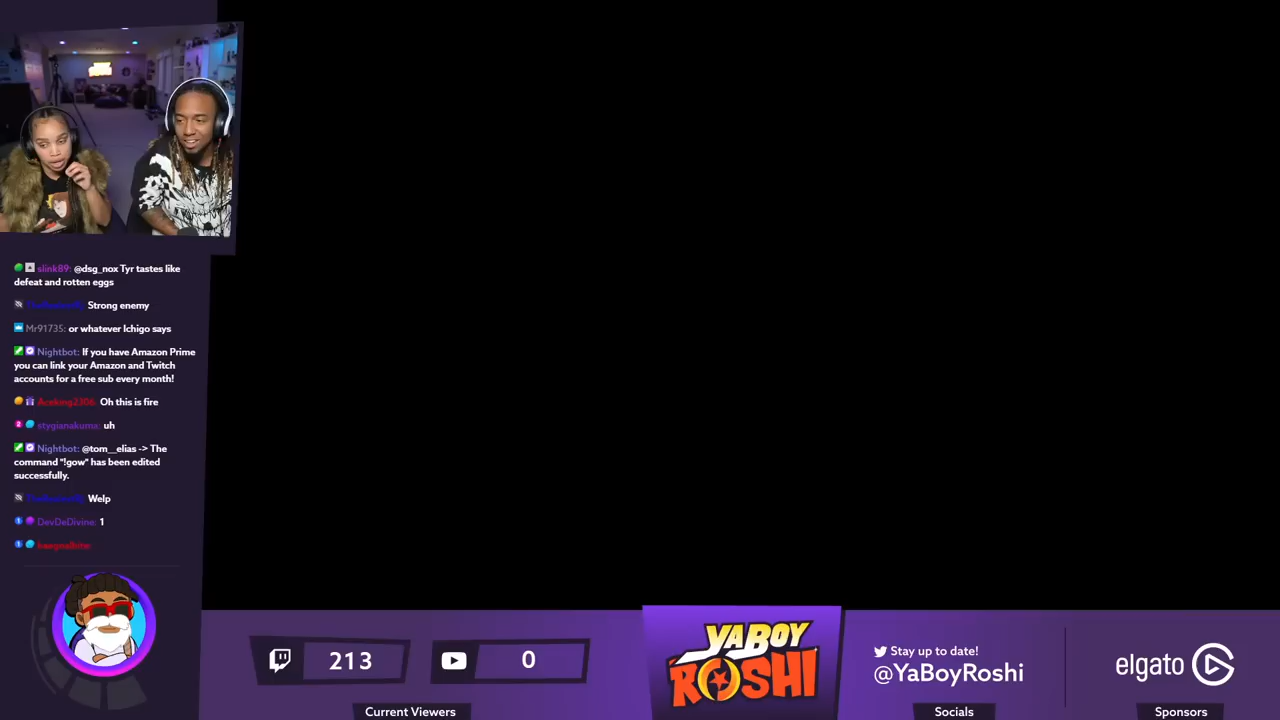 slink89: @dsg_nox Tyr tastes like
defeat and rotten eggs
Strong enemy
Mr91735: or whatever Ichigo says
Nightbot: If you have Amazon Prime
you can link your Amazon and Twitch
accounts for a free sub every month!
Aceking2306: Oh this is fire
stygianakuma: uh
Nightbot: @tom__elias -> The
command "!gow" has been edited
successfully.
Welp
DevDeDivine: 1
213
0
Current Viewers
YABOY
ROSHI
Stay up to date!
@YaBoyRoshi
Socials
elgato
Sponsors